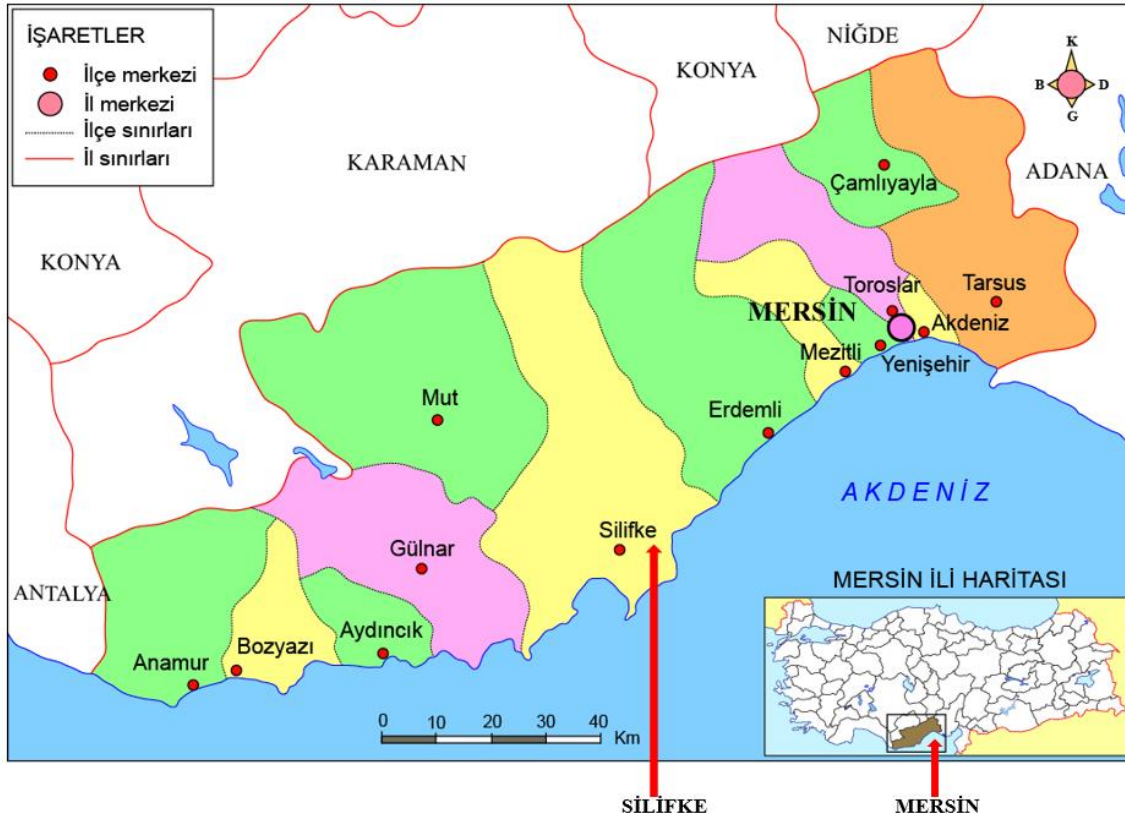 İŞARETLER
İlçe merkezi
İl merkezi
İlçe sınırları
İl sınırları
NİĞDE
KONYA
K
B D
G
KARAMAN
ADANA
Çamlıyayla
KONYA
Toroslar
Tarsus
MERSİN
Akdeniz
Mezitli
Yenişehir
Mut
Erdemli
AKDENİZ
Silifke
Gülnar
ANTALYA
MERSİN İLİ HARİTASI
Aydıncık
Bozyazı
Anamur
0 10 20 30 40
Km
SİLİFKE
MERSİN